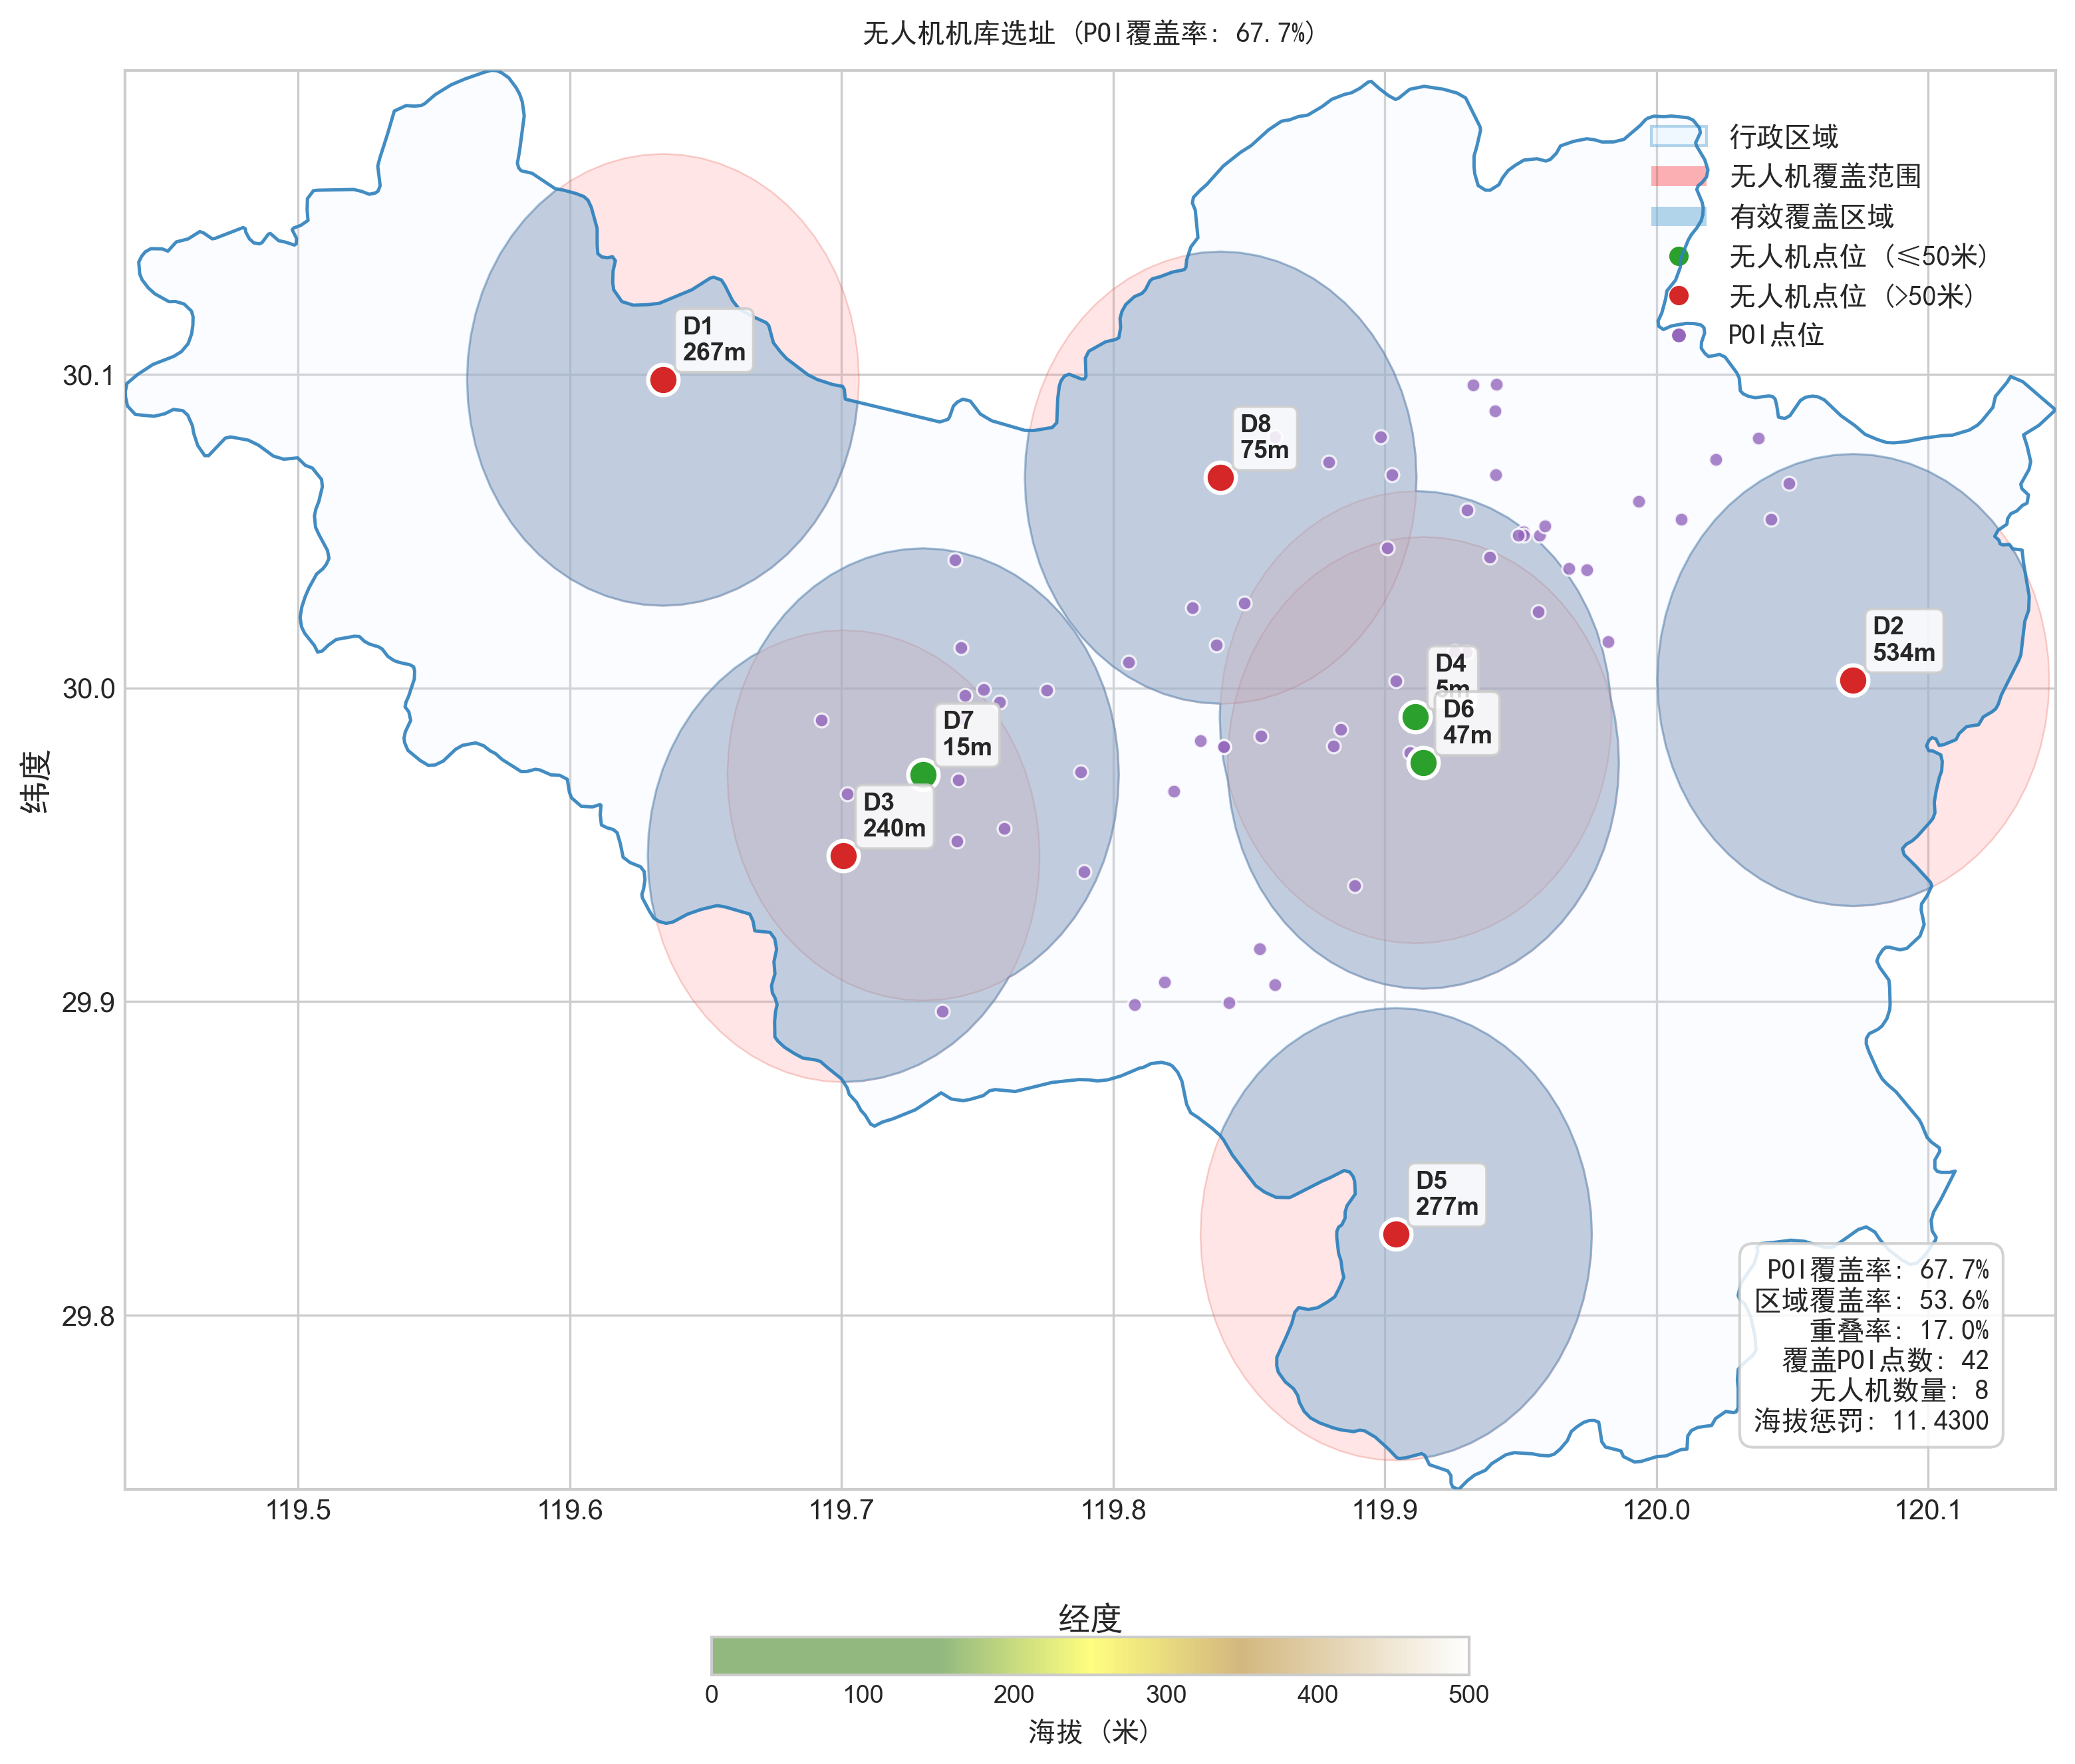 无人机机库选址 (POI覆盖率: 67.7%)
行政区域
无人机覆盖范围
有效覆盖区域
无人机点位 (≤50米)
无人机点位 (>50米)
POI点位
D1
267m
D8
75m
D2
534m
D4
5m
D6
47m
D7
15m
D3
240m
D5
277m
30.1
30.0
29.9
29.8
纬度
POI覆盖率: 67.7%
区域覆盖率: 53.6%
重叠率: 17.0%
覆盖POI点数: 42
无人机数量: 8
海拔惩罚: 11.4300
119.5 119.6 119.7 119.8 119.9 120.0 120.1
经度
0 100 200 300 400 500
海拔 (米)